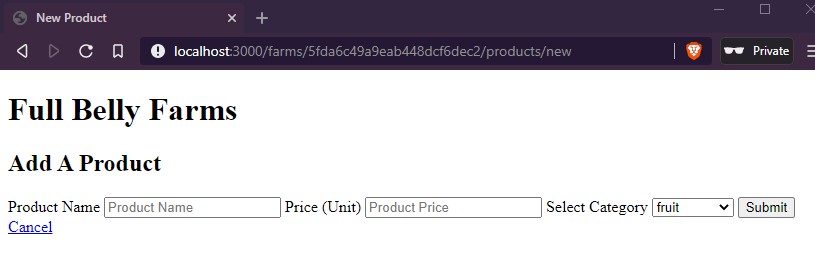 New Product
localhost:3000/farms/5fda6c49a9eab448dcf6dec2/products/new
Private
Full Belly Farms
Add A Product
Product Name Product Name Price (Unit) Product Price Select Category fruit Submit
Cancel